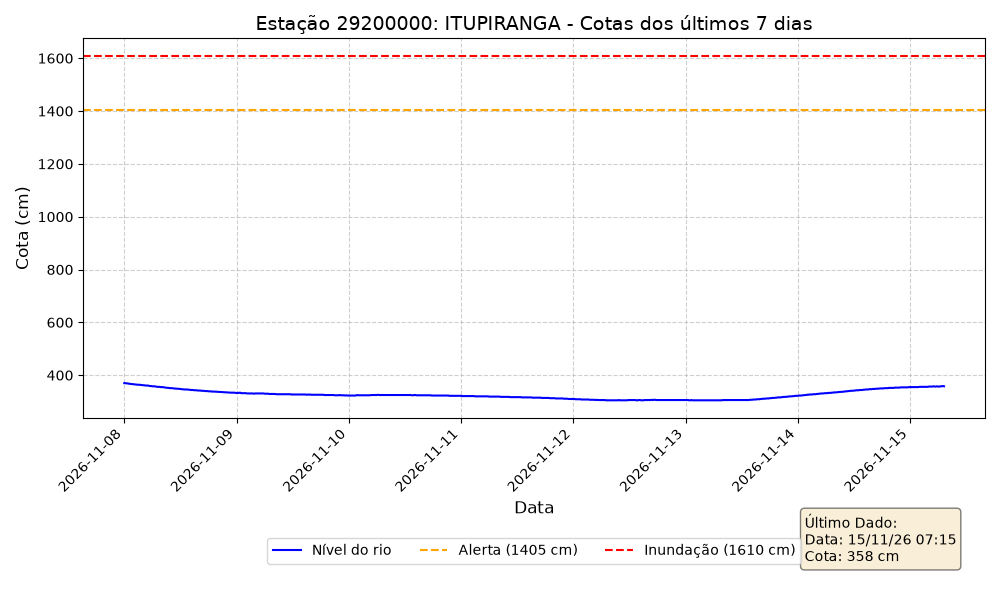 Estação 29200000: ITUPIRANGA - Cotas dos últimos 7 dias
Cota (cm)
1600
1400
1200
1000
800
600
400
2026-11-08
2026-11-09
2026-11-10
2026-11-11
2026-11-12
2026-11-13
2026-11-14
2026-11-15
Data
Nível do rio
Alerta (1405 cm)
Inundação (1610 cm)
Último Dado:
Data: 15/11/26 07:15
Cota: 358 cm